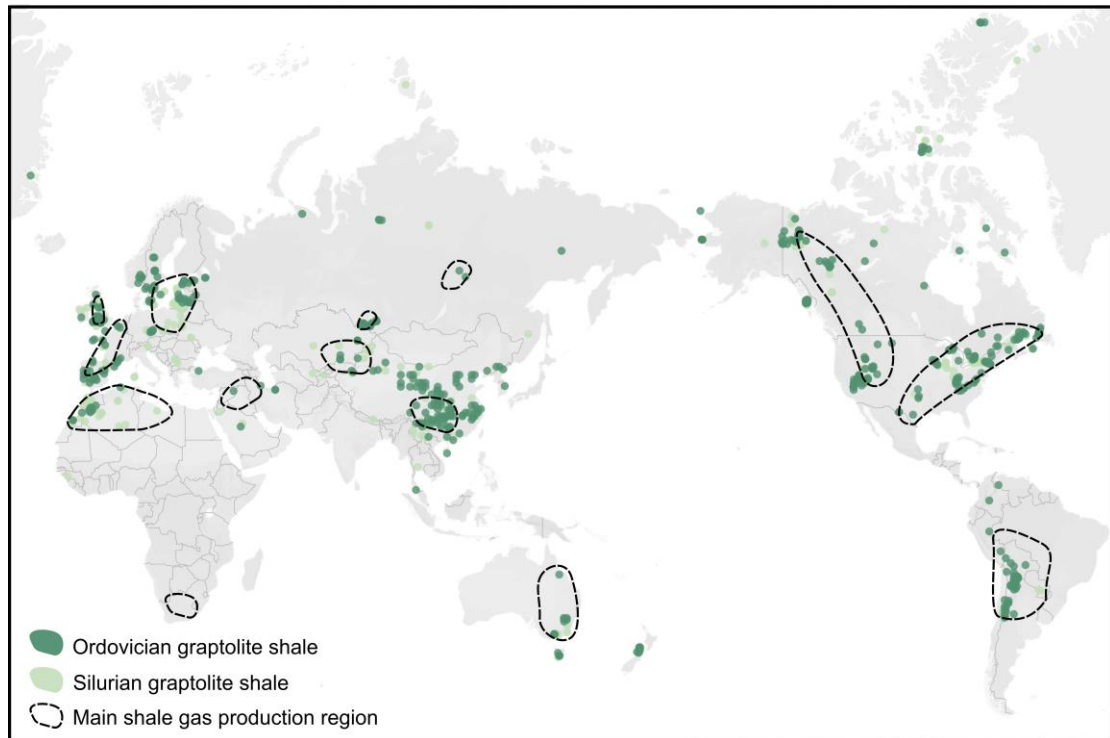 Ordovician graptolite shale
Silurian graptolite shale
Main shale gas production region